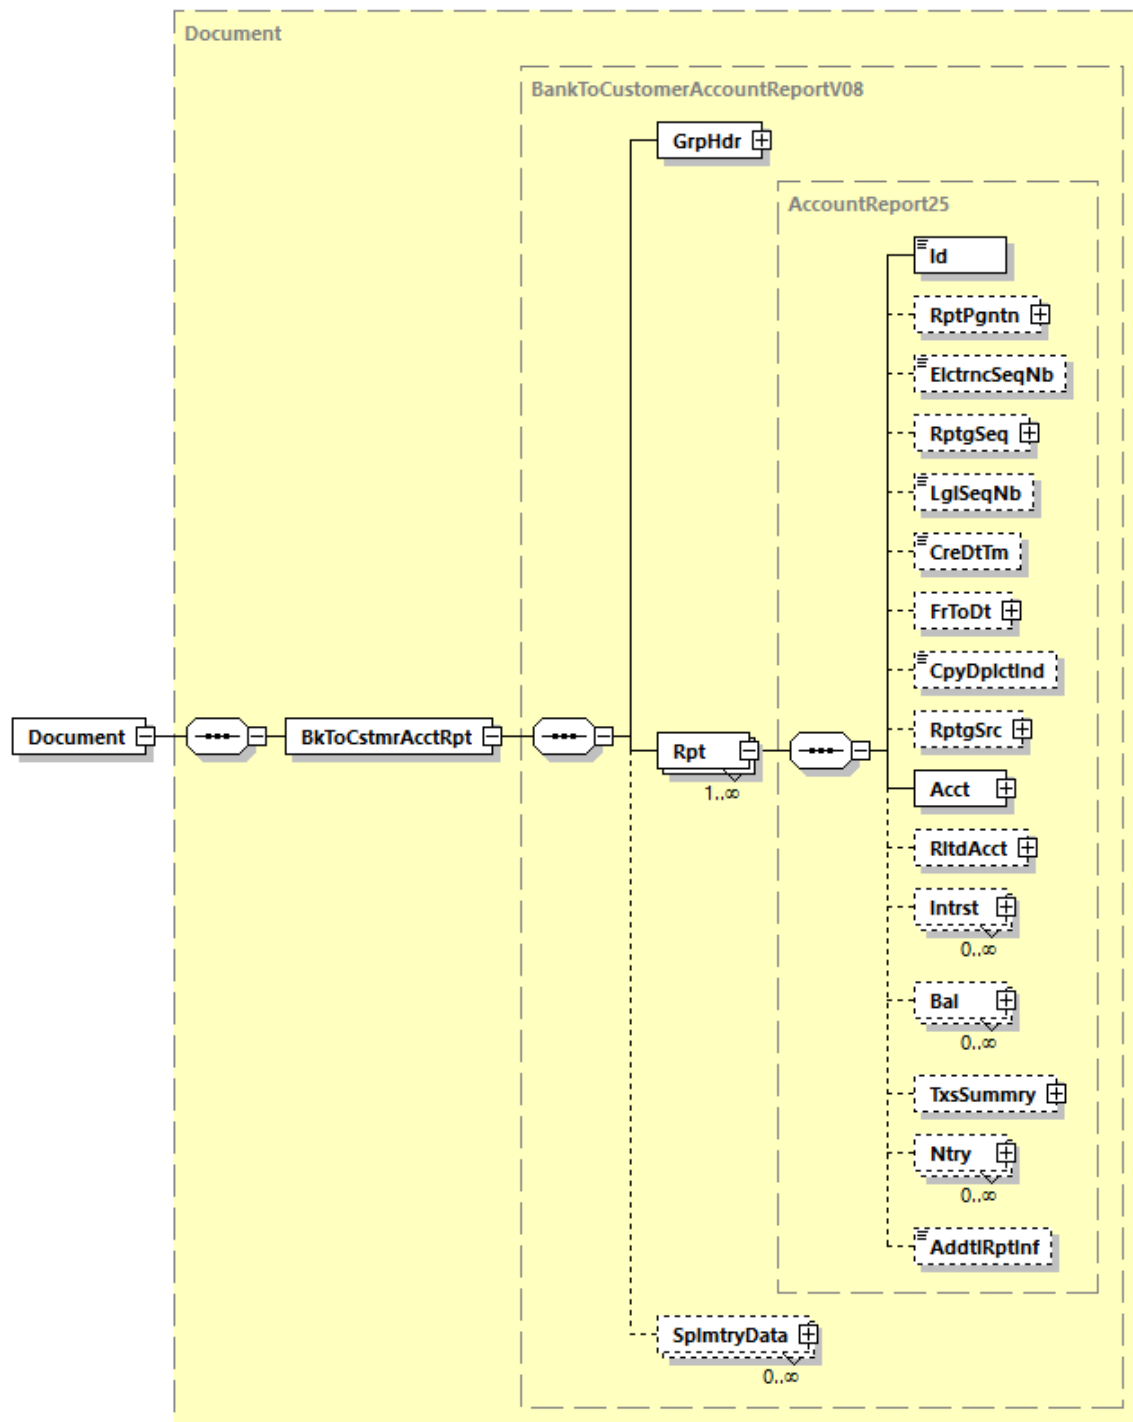 Document
BankToCustomerAccountReportV08
GrpHdr
AccountReport25
Id
RptPgntn
ElctrncSeqNb
RptgSeq
LglSeqNb
CreDtTm
FrToDt
CpyDplctInd
RptgSrc
Document
BkToCstmrAcctRpt
Rpt
1..∞
Acct
RltdAcct
Intrst
0..∞
Bal
0..∞
TxsSummry
Ntry
0..∞
AddtlRptInf
SplmtryData
0..∞